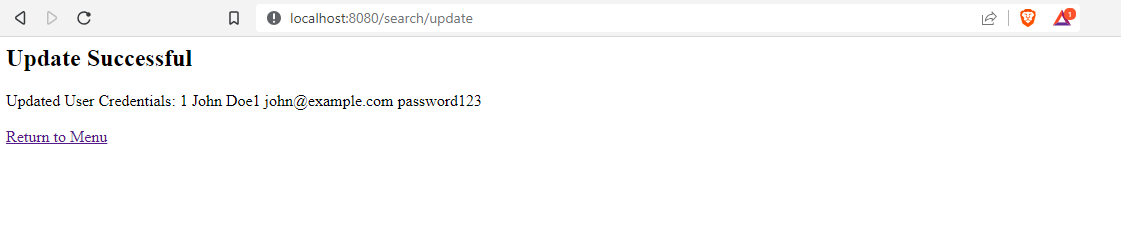 localhost:8080/search/update
1
Update Successful
Updated User Credentials: 1 John Doe1 john@example.com password123
Return to Menu